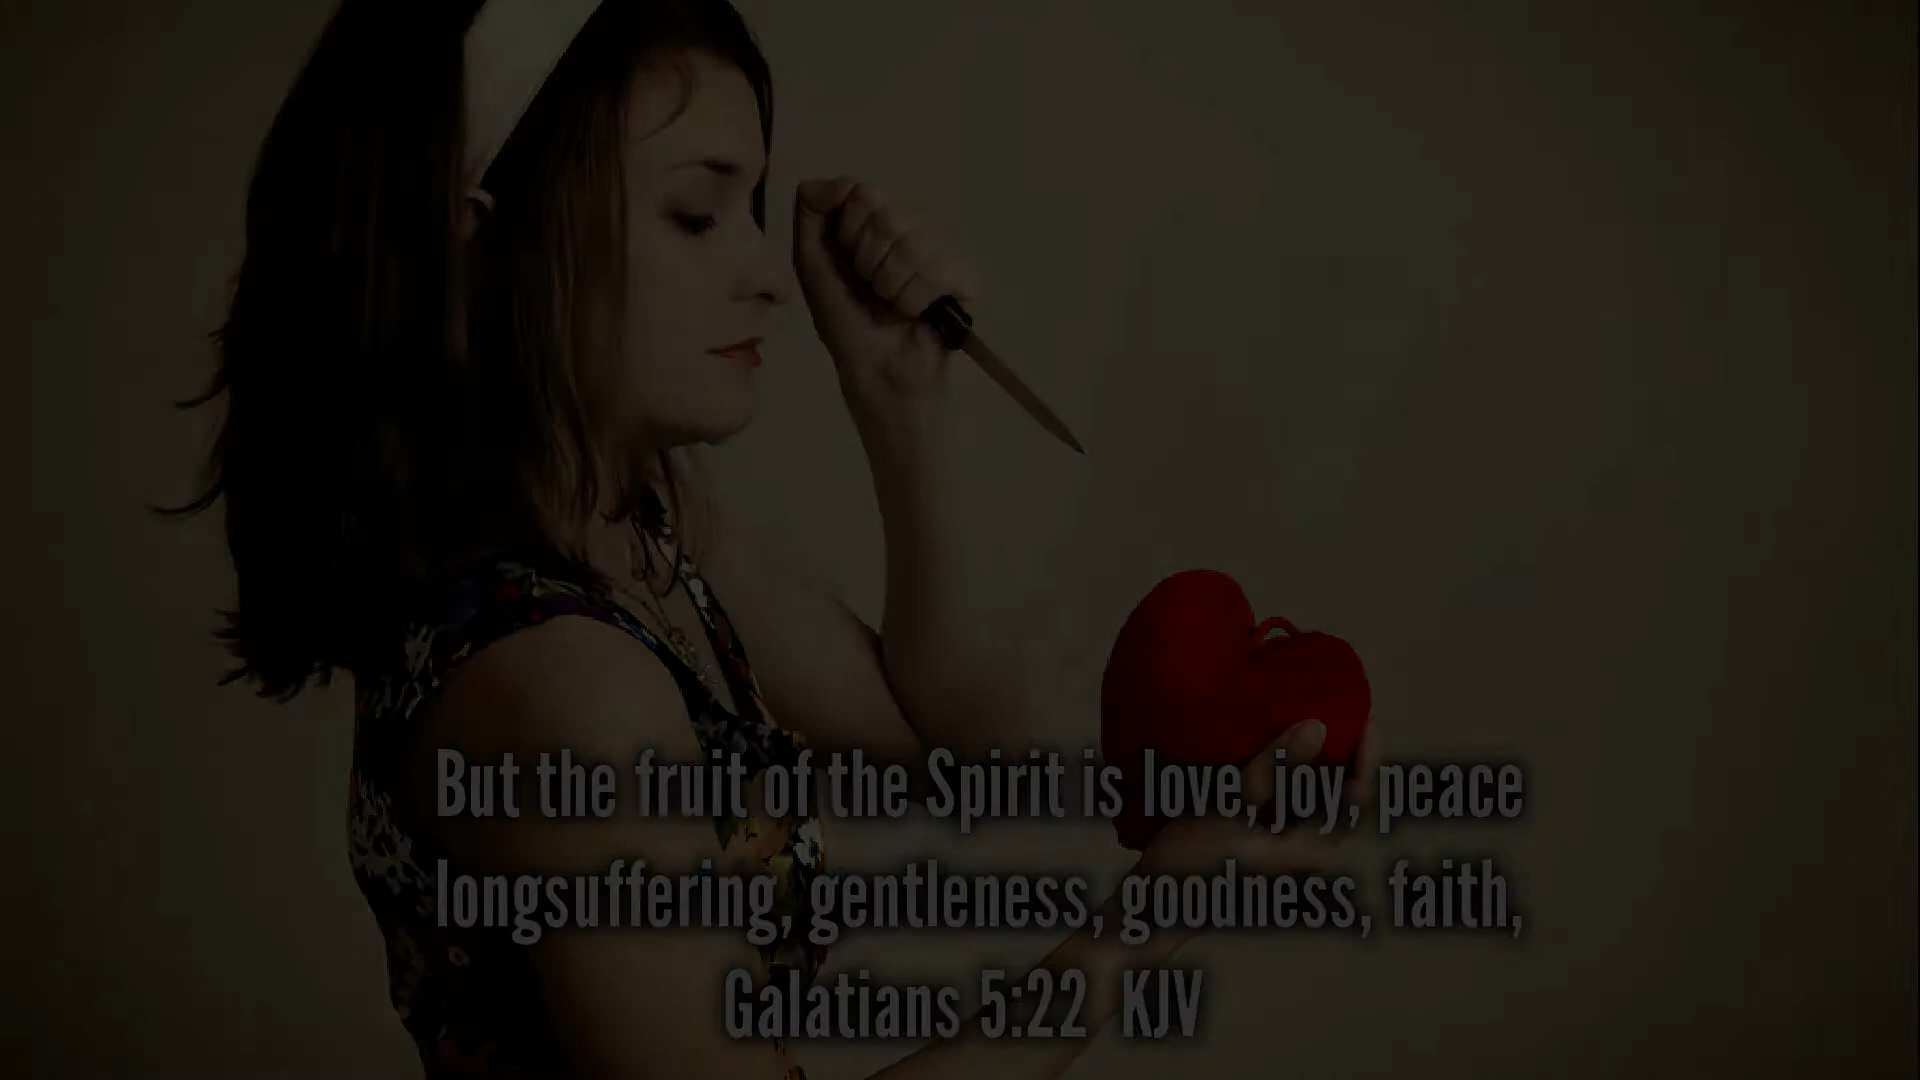 But the fruit of the Spirit is love, joy, peace
longsuffering, gentleness, goodness, faith,
Galatians 5:22 KJV